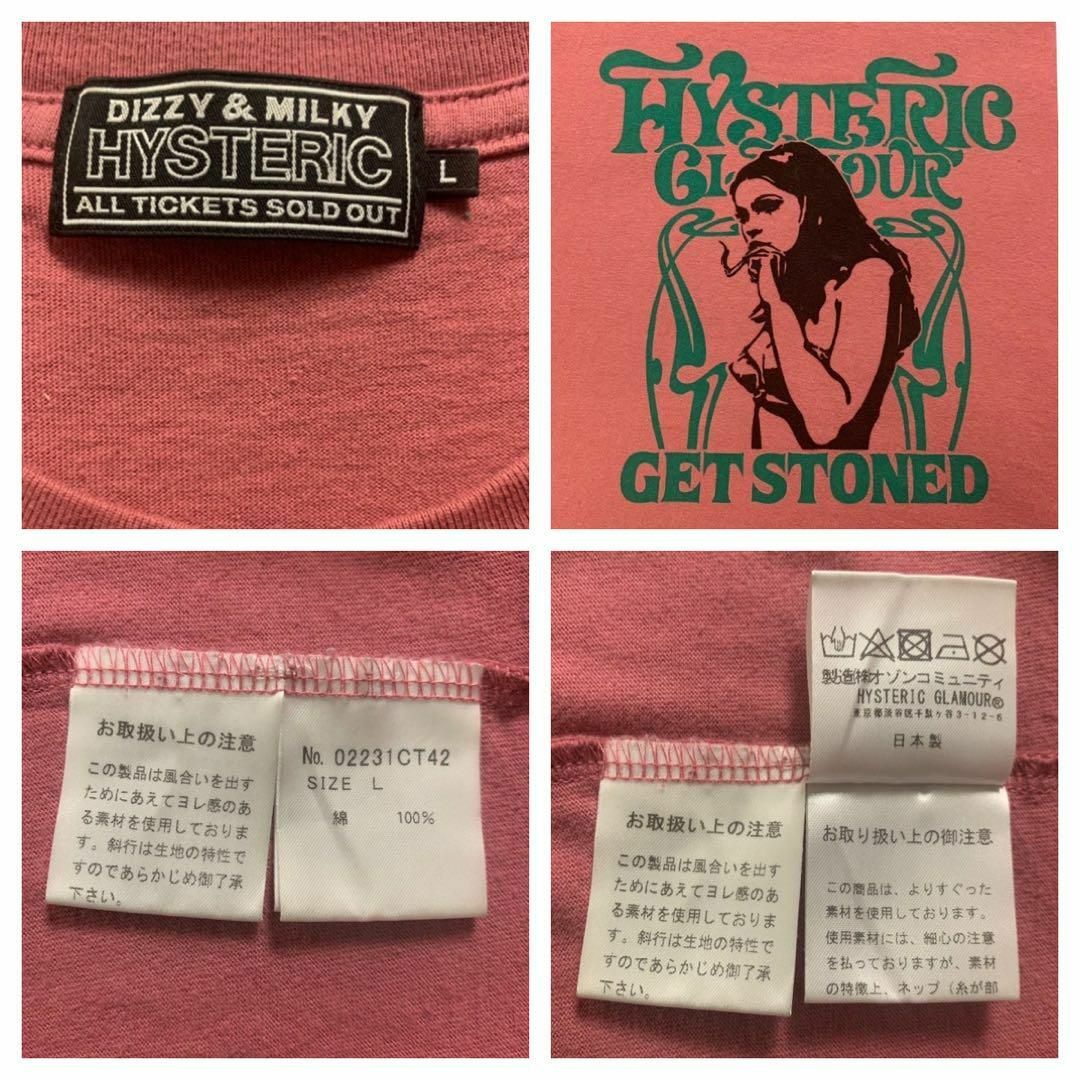 DIZZY & MILKY
HYSTERIC
ALL TICKETS SOLD OUT
L
HYSTERIC
GET STONED
お取扱い上の注意
この製品は風合いを出す
ためにあえてヨレ感のあ
る素材を使用しておりま
す。斜行は生地の特性で
すのであらかじめ御了承
下さい。
No. 02231CT42
SIZE L
綿 100%
製造㈱オゾンコミュニティ
HYSTERIC GLAMOUR®
東京都渋谷区千駄ヶ谷3-12-6
日本製
お取扱い上の注意
この製品は風合いを出す
ためにあえてヨレ感のあ
る素材を使用しておりま
す。斜行は生地の特性で
すのであらかじめ御了承
下さい。
お取り扱い上の御注意
この商品は、よりすぐった
素材を使用しております。
使用素材には、細心の注意
を払っておりますが、素材
の特徴上、ネップ（糸が部